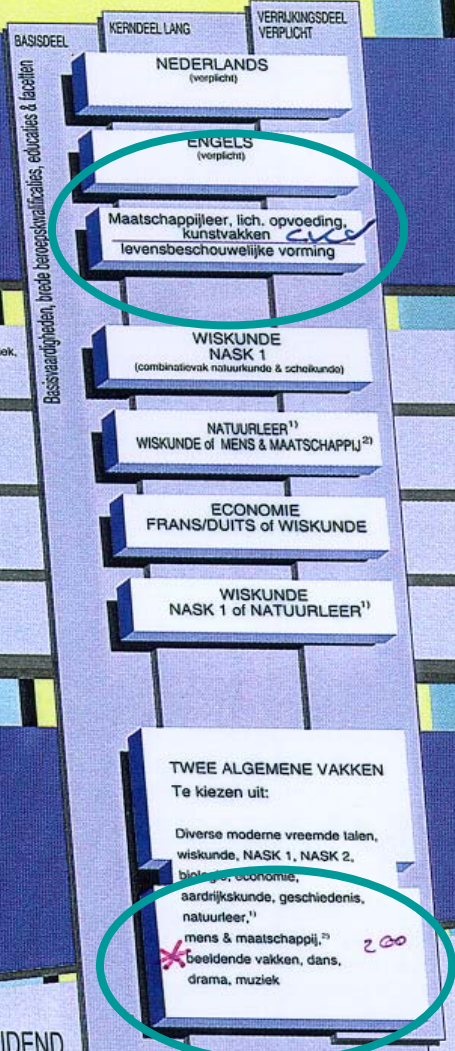 BASISDEEL
KERNDEEL LANG
VERRIJKINGSDEEL
VERPLICHT
Basisvaardigheden, brede beroepskwalificaties, educaties & facetten
NEDERLANDS
(verplicht)
ENGELS
(verplicht)
Maatschappijleer, lich. opvoeding,
kunstvakken
levensbeschouwelijke vorming
WISKUNDE
NASK 1
(combinatievak natuurkunde & scheikunde)
NATUURLEER¹⁾
WISKUNDE of MENS & MAATSCHAPPIJ²⁾
ECONOMIE
FRANS/DUITS of WISKUNDE
WISKUNDE
NASK 1 of NATUURLEER¹⁾
TWEE ALGEMENE VAKKEN
Te kiezen uit:
Diverse moderne vreemde talen,
wiskunde, NASK 1, NASK 2,
biologie, economie,
aardrijkskunde, geschiedenis,
natuurleer,¹⁾
mens & maatschappij,²⁾
beeldende vakken, dans,
drama, muziek